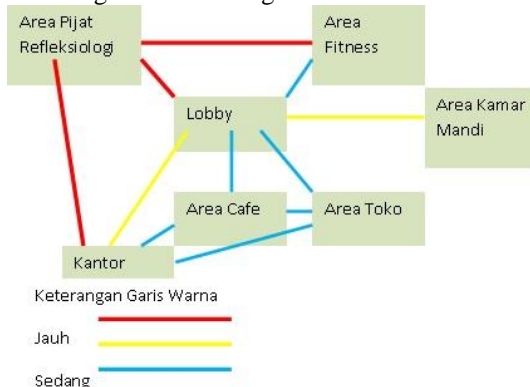 Area Pijat
Refleksiologi
Area
Fitness
Lobby
Area Kamar
Mandi
Area Cafe
Area Toko
Kantor
Keterangan Garis Warna
Jauh
Sedang